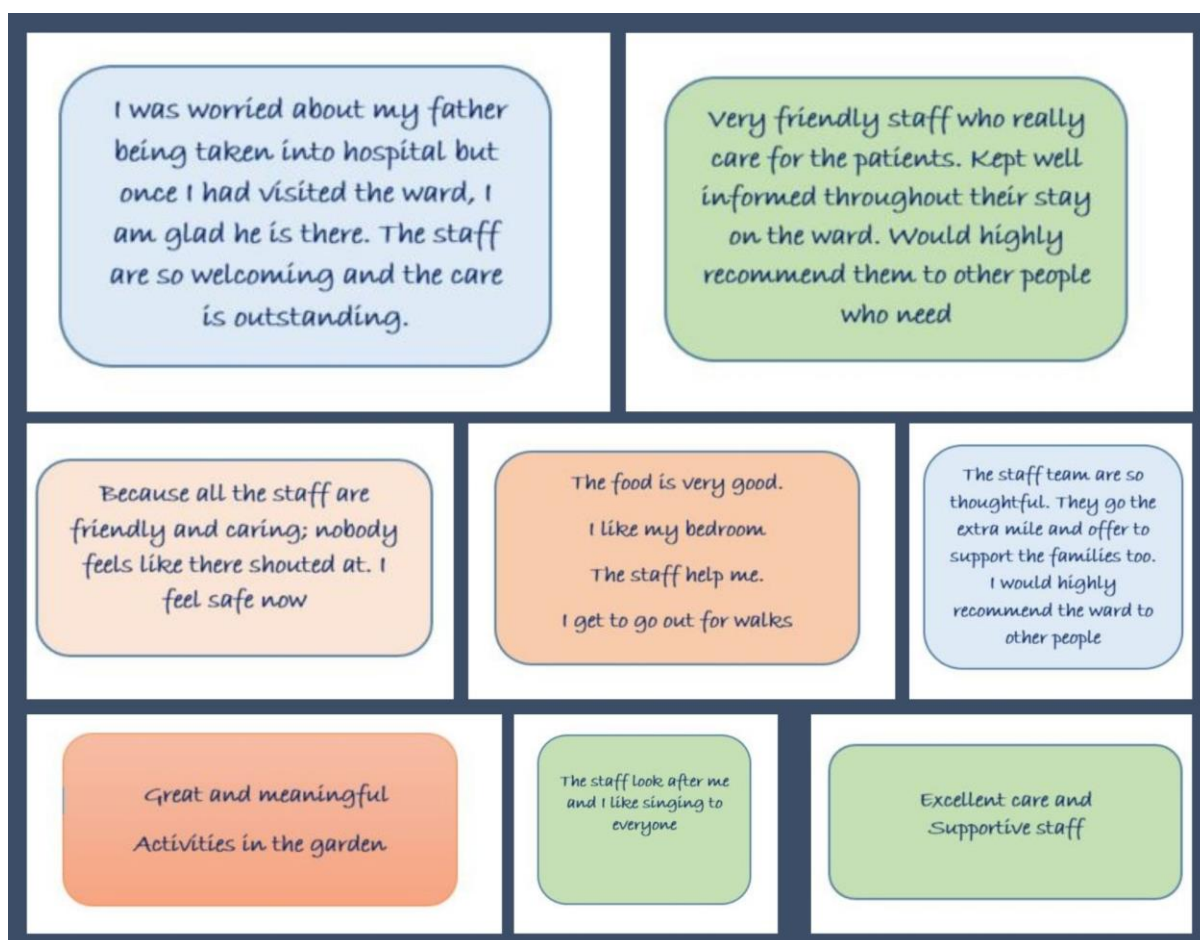 I was worried about my father
being taken into hospital but
once I had visited the ward, I
am glad he is there. The staff
are so welcoming and the care
is outstanding.
Very friendly staff who really
care for the patients. Kept well
informed throughout their stay
on the ward. Would highly
recommend them to other people
who need
Because all the staff are
friendly and caring; nobody
feels like there shouted at. I
feel safe now
The food is very good.
I like my bedroom
The staff help me.
I get to go out for walks
The staff team are so
thoughtful. They go the
extra mile and offer to
support the families too.
I would highly
recommend the ward to
other people
Great and meaningful
Activities in the garden
The staff look after me
and I like singing to
everyone
Excellent care and
Supportive staff